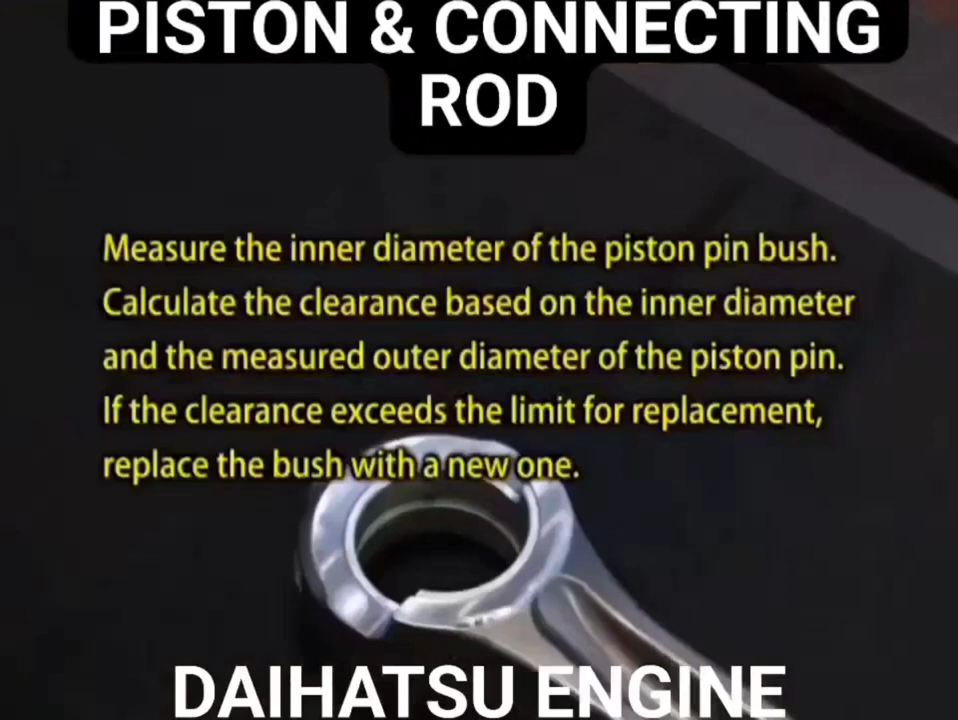 PISTON & CONNECTING
ROD
Measure the inner diameter of the piston pin bush.
Calculate the clearance based on the inner diameter
and the measured outer diameter of the piston pin.
If the clearance exceeds the limit for replacement,
replace the bush with a new one.
DAIHATSU ENGINE